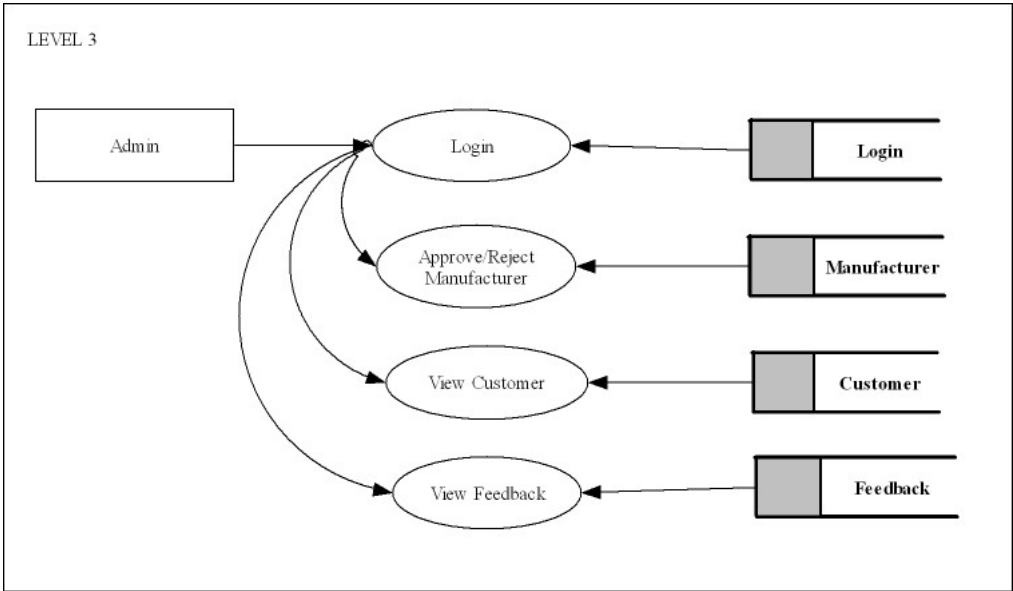 LEVEL 3
Admin
Login
Login
Approve/Reject
Manufacturer
Manufacturer
View Customer
Customer
View Feedback
Feedback